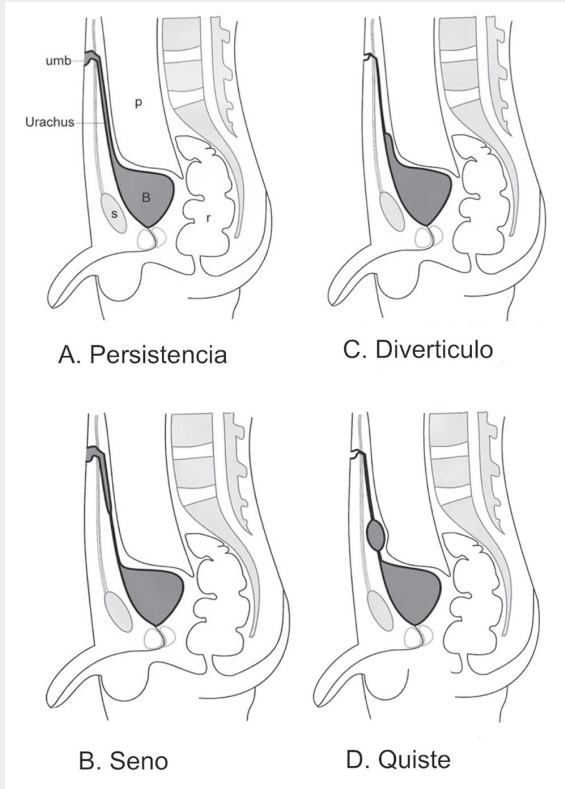 umb
p
Urachus
B
s
r
A. Persistencia
C. Diverticulo
B. Seno
D. Quiste